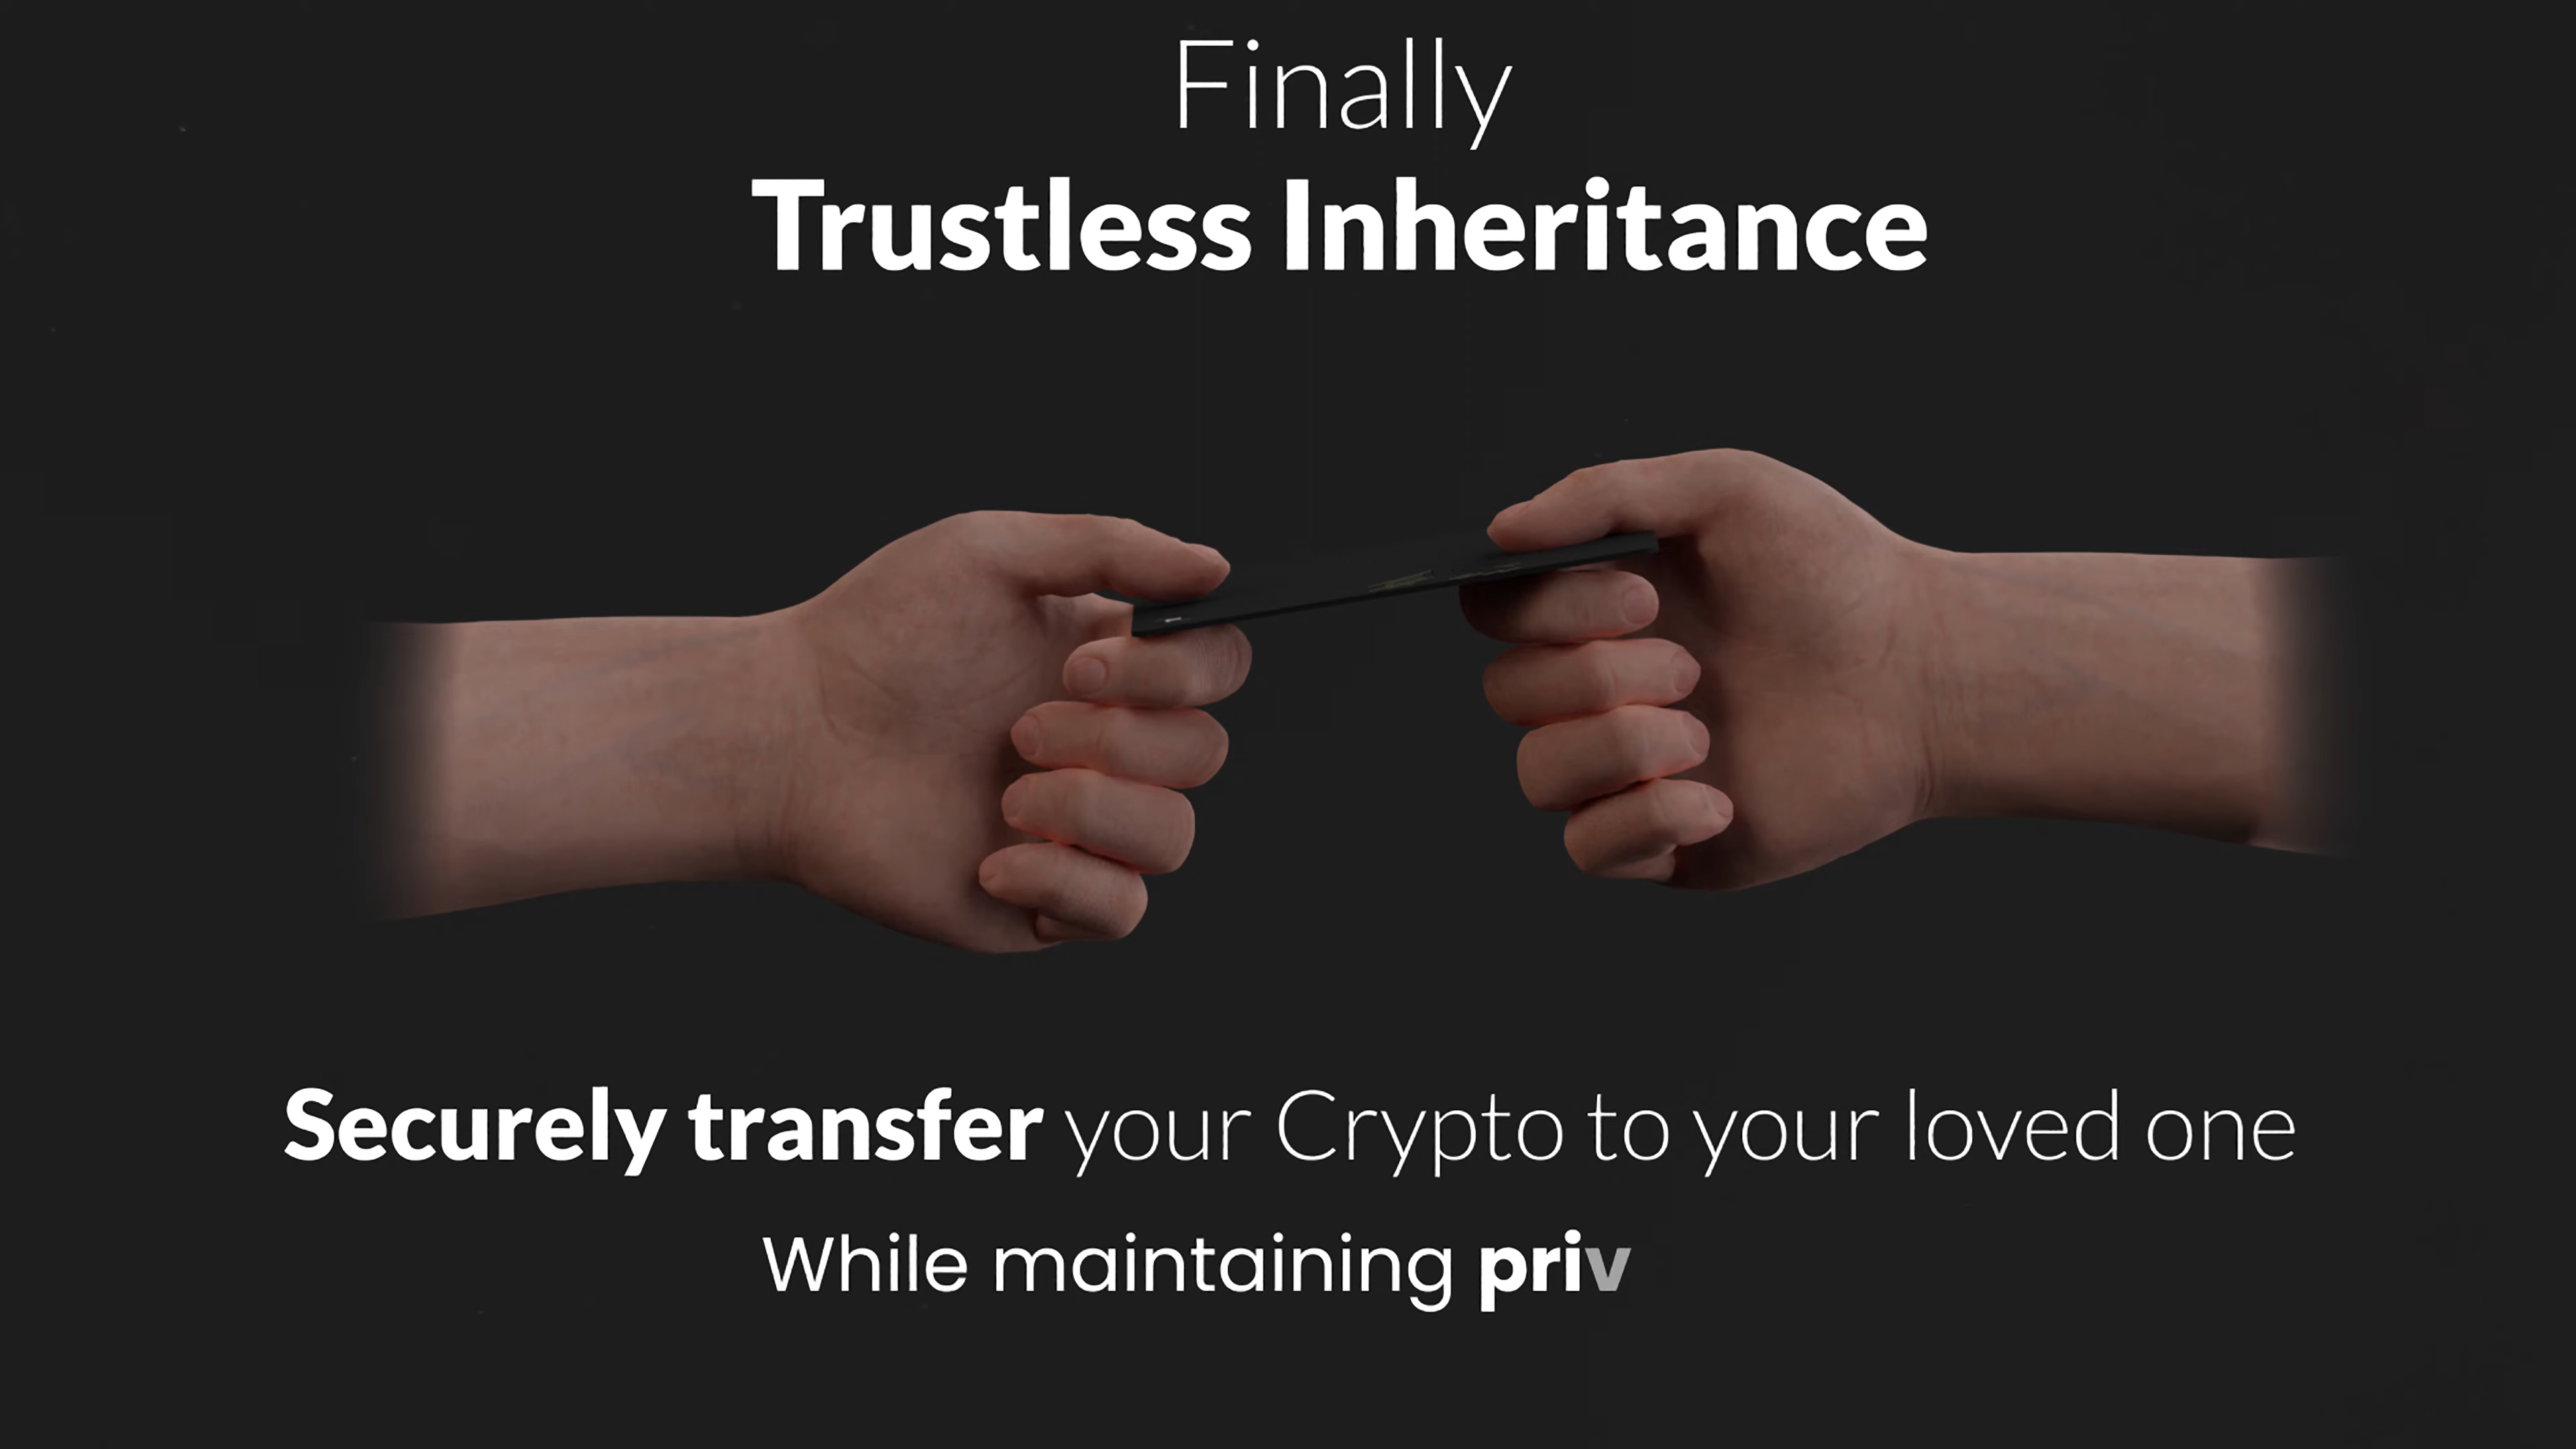 Finally
Trustless Inheritance
Securely transfer your Crypto to your loved one
While maintaining priv